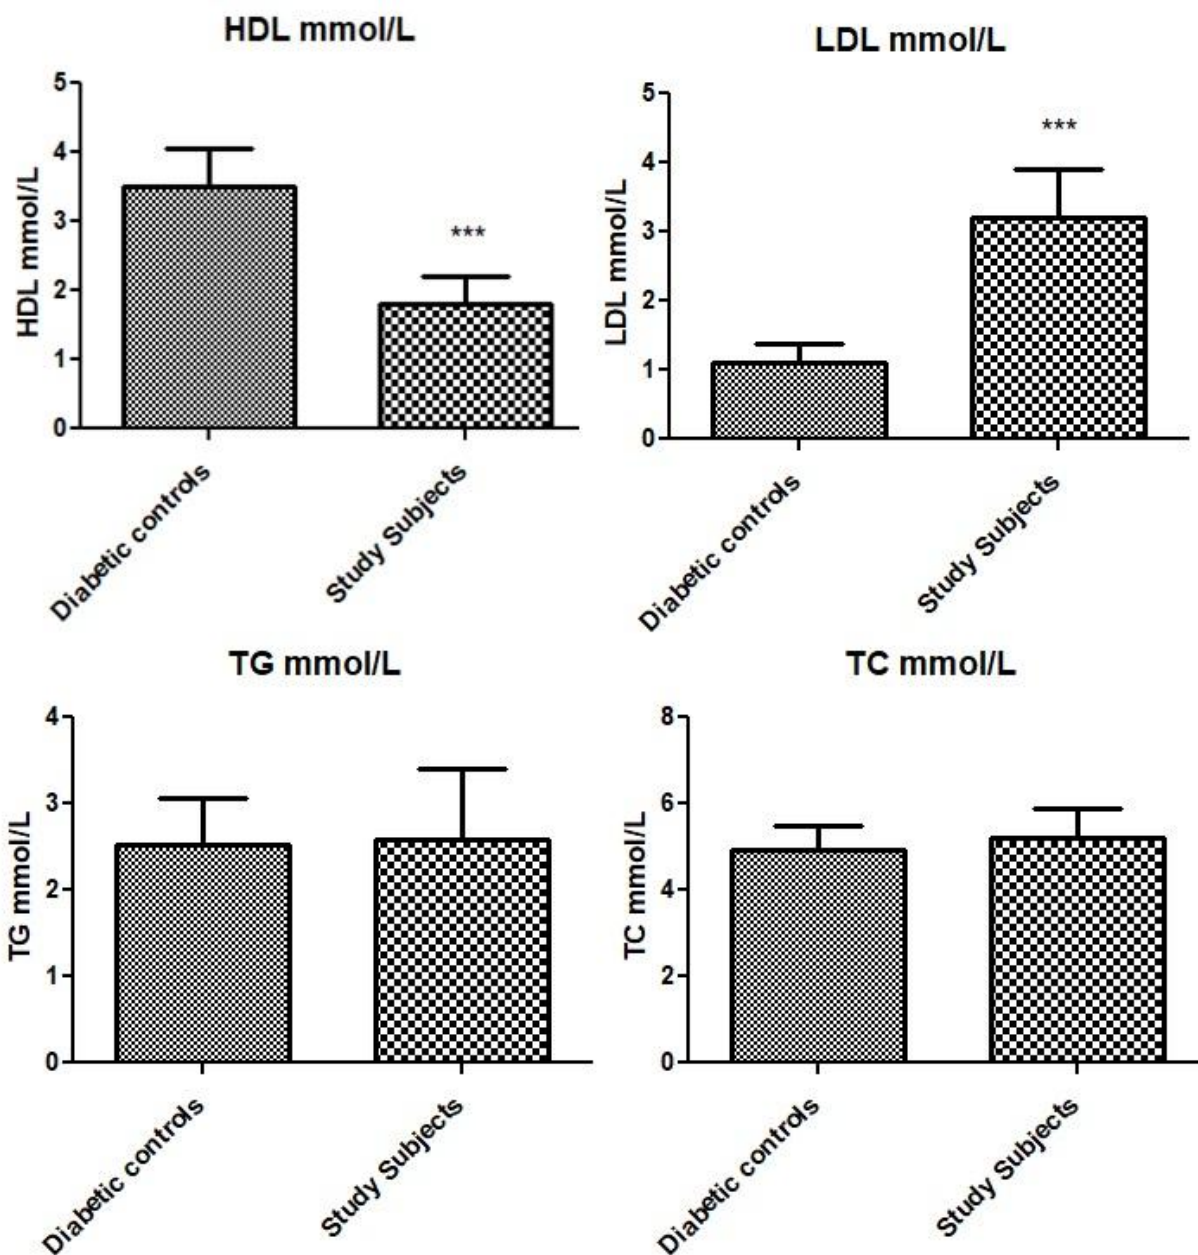 HDL mmol/L
HDL mmol/L
5
4
3
2
1
0
***
Diabetic controls
Study Subjects
LDL mmol/L
LDL mmol/L
5
4
3
2
1
0
***
Diabetic controls
Study Subjects
TG mmol/L
TG mmol/L
4
3
2
1
0
Diabetic controls
Study Subjects
TC mmol/L
TC mmol/L
8
6
4
2
0
Diabetic controls
Study Subjects